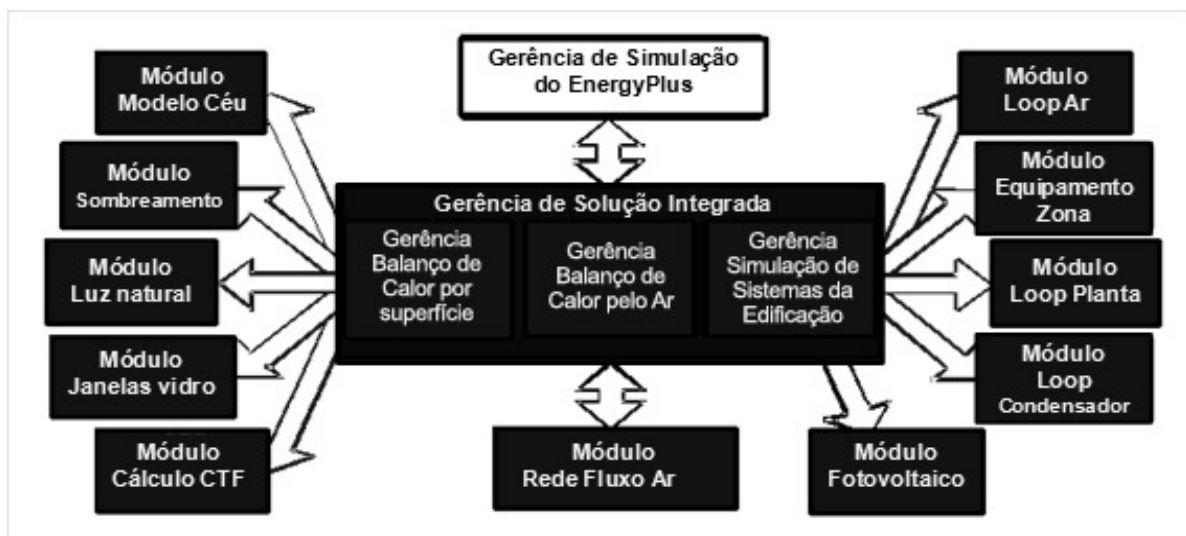 Gerência de Simulação
do EnergyPlus
Módulo
Modelo Céu
Módulo
Sombreamento
Módulo
Luz natural
Módulo
Janelas vidro
Módulo
Cálculo CTF
Gerência de Solução Integrada
Gerência
Balanço de
Calor por
superfície
Gerência
Balanço de
Calor pelo Ar
Gerência
Simulação de
Sistemas da
Edificação
Módulo
Loop Ar
Módulo
Equipamento
Zona
Módulo
Loop Planta
Módulo
Loop
Condensador
Módulo
Rede Fluxo Ar
Módulo
Fotovoltaico